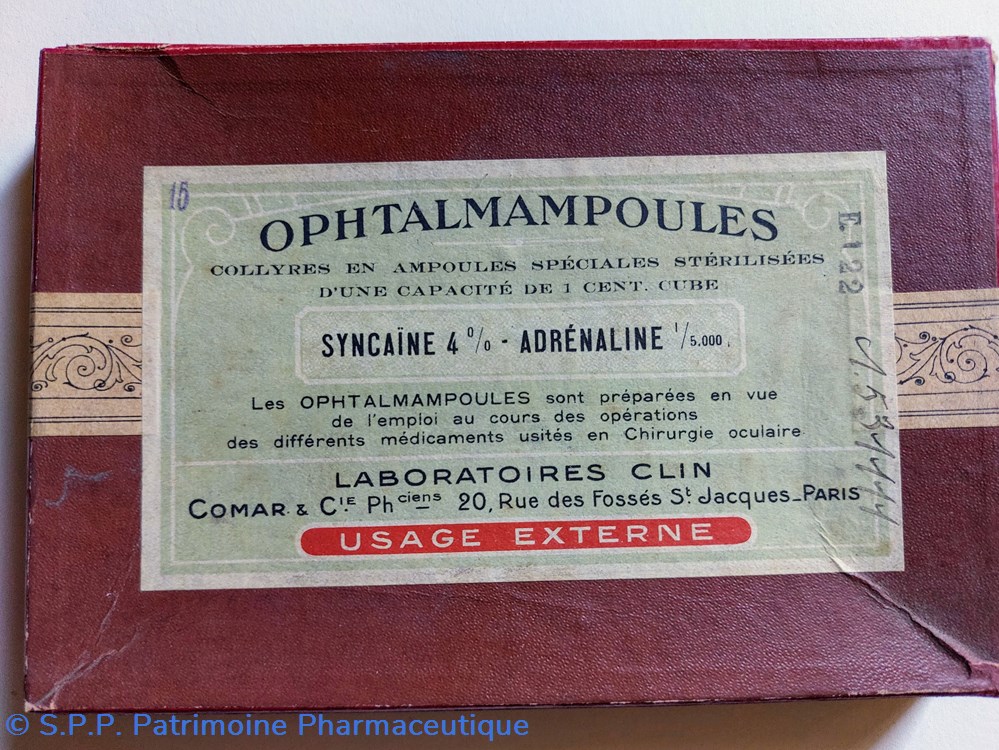 15
OPHTALMAMPOULES
COLLYRES EN AMPOULES SPÉCIALES STÉRILISÉES
D'UNE CAPACITÉ DE 1 CENT. CUBE
SYNCAÏNE 4 % - ADRÉNALINE 1/5,000.
Les OPHTALMAMPOULES sont préparées en vue
de l'emploi au cours des opérations
des différents médicaments usités en Chirurgie oculaire
LABORATOIRES CLIN
COMAR & CIE Phciens 20, Rue des Fossés St Jacques_PARIS
USAGE EXTERNE
E122
© S.P.P. Patrimoine Pharmaceutique